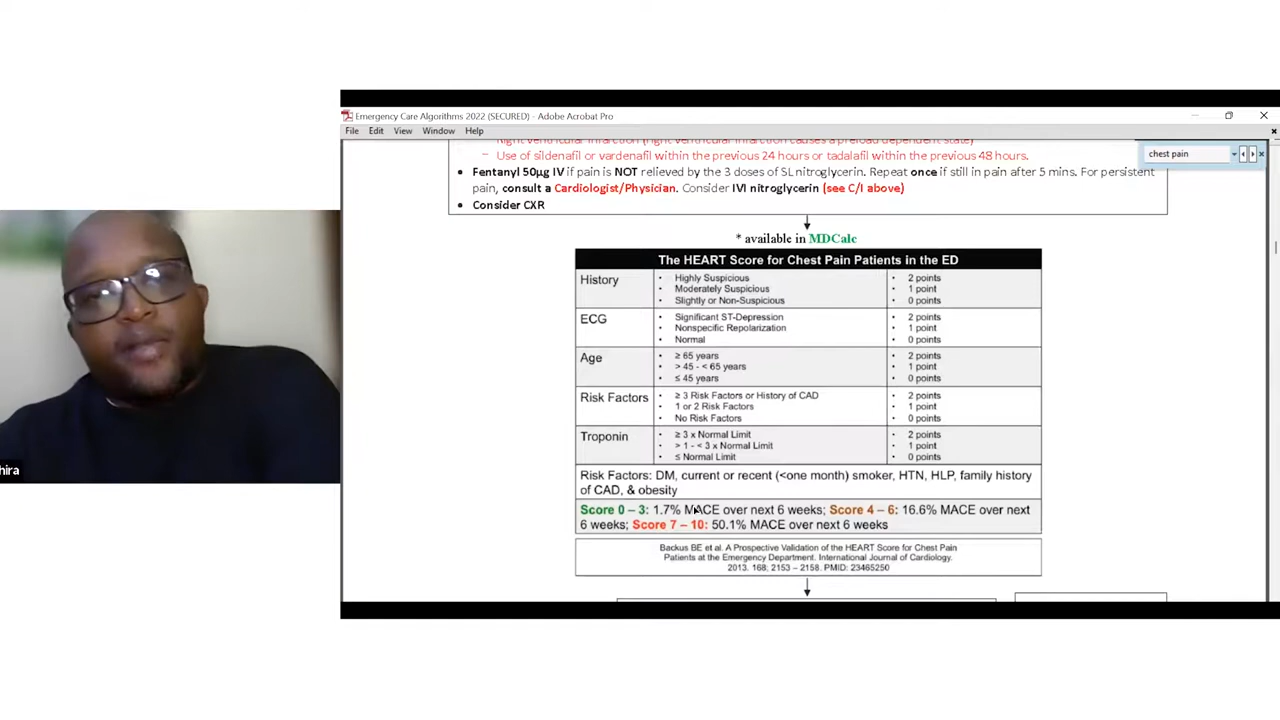 Emergency Care Algorithms 2022 (SECURED) - Adobe Acrobat Pro
File Edit View Window Help
chest pain
Right ventricular infarction (right ventricular infarction causes a preload dependent state)
− Use of sildenafil or vardenafil within the previous 24 hours or tadalafil within the previous 48 hours.
• Fentanyl 50µg IV if pain is NOT relieved by the 3 doses of SL nitroglycerin. Repeat once if still in pain after 5 mins. For persistent
pain, consult a Cardiologist/Physician. Consider IVI nitroglycerin (see C/I above)
• Consider CXR
* available in MDCalc
The HEART Score for Chest Pain Patients in the ED
History
• Highly Suspicious • 2 points
• Moderately Suspicious • 1 point
• Slightly or Non-Suspicious • 0 points
ECG
• Significant ST-Depression • 2 points
• Nonspecific Repolarization • 1 point
• Normal • 0 points
Age
• ≥ 65 years • 2 points
• > 45 - < 65 years • 1 point
• ≤ 45 years • 0 points
Risk Factors
• ≥ 3 Risk Factors or History of CAD • 2 points
• 1 or 2 Risk Factors • 1 point
• No Risk Factors • 0 points
Troponin
• ≥ 3 x Normal Limit • 2 points
• > 1 - < 3 x Normal Limit • 1 point
• ≤ Normal Limit • 0 points
Risk Factors: DM, current or recent (<one month) smoker, HTN, HLP, family history
of CAD, & obesity
Score 0 – 3: 1.7% MACE over next 6 weeks; Score 4 – 6: 16.6% MACE over next
6 weeks; Score 7 – 10: 50.1% MACE over next 6 weeks
Backus BE et al. A Prospective Validation of the HEART Score for Chest Pain
Patients at the Emergency Department. International Journal of Cardiology.
2013. 168; 2153 – 2158. PMID: 23465250
hira